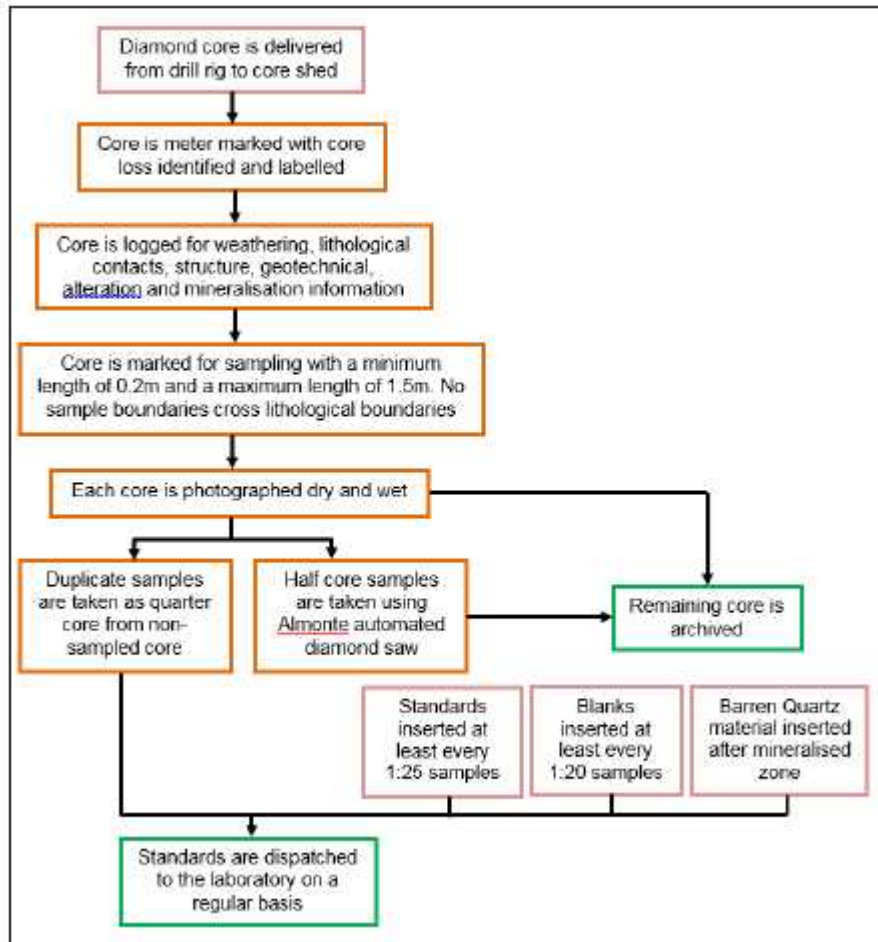 Diamond core is delivered
from drill rig to core shed
Core is meter marked with core
loss identified and labelled
Core is logged for weathering, lithological
contacts, structure, geotechnical,
alteration and mineralisation information
Core is marked for sampling with a minimum
length of 0.2m and a maximum length of 1.5m. No
sample boundaries cross lithological boundaries
Each core is photographed dry and wet
Duplicate samples
are taken as quarter
core from non-
sampled core
Half core samples
are taken using
Almonte automated
diamond saw
Remaining core is
archived
Standards
inserted at
least every
1:25 samples
Blanks
inserted at
least every
1:20 samples
Barren Quartz
material inserted
after mineralised
zone
Standards are dispatched
to the laboratory on a
regular basis